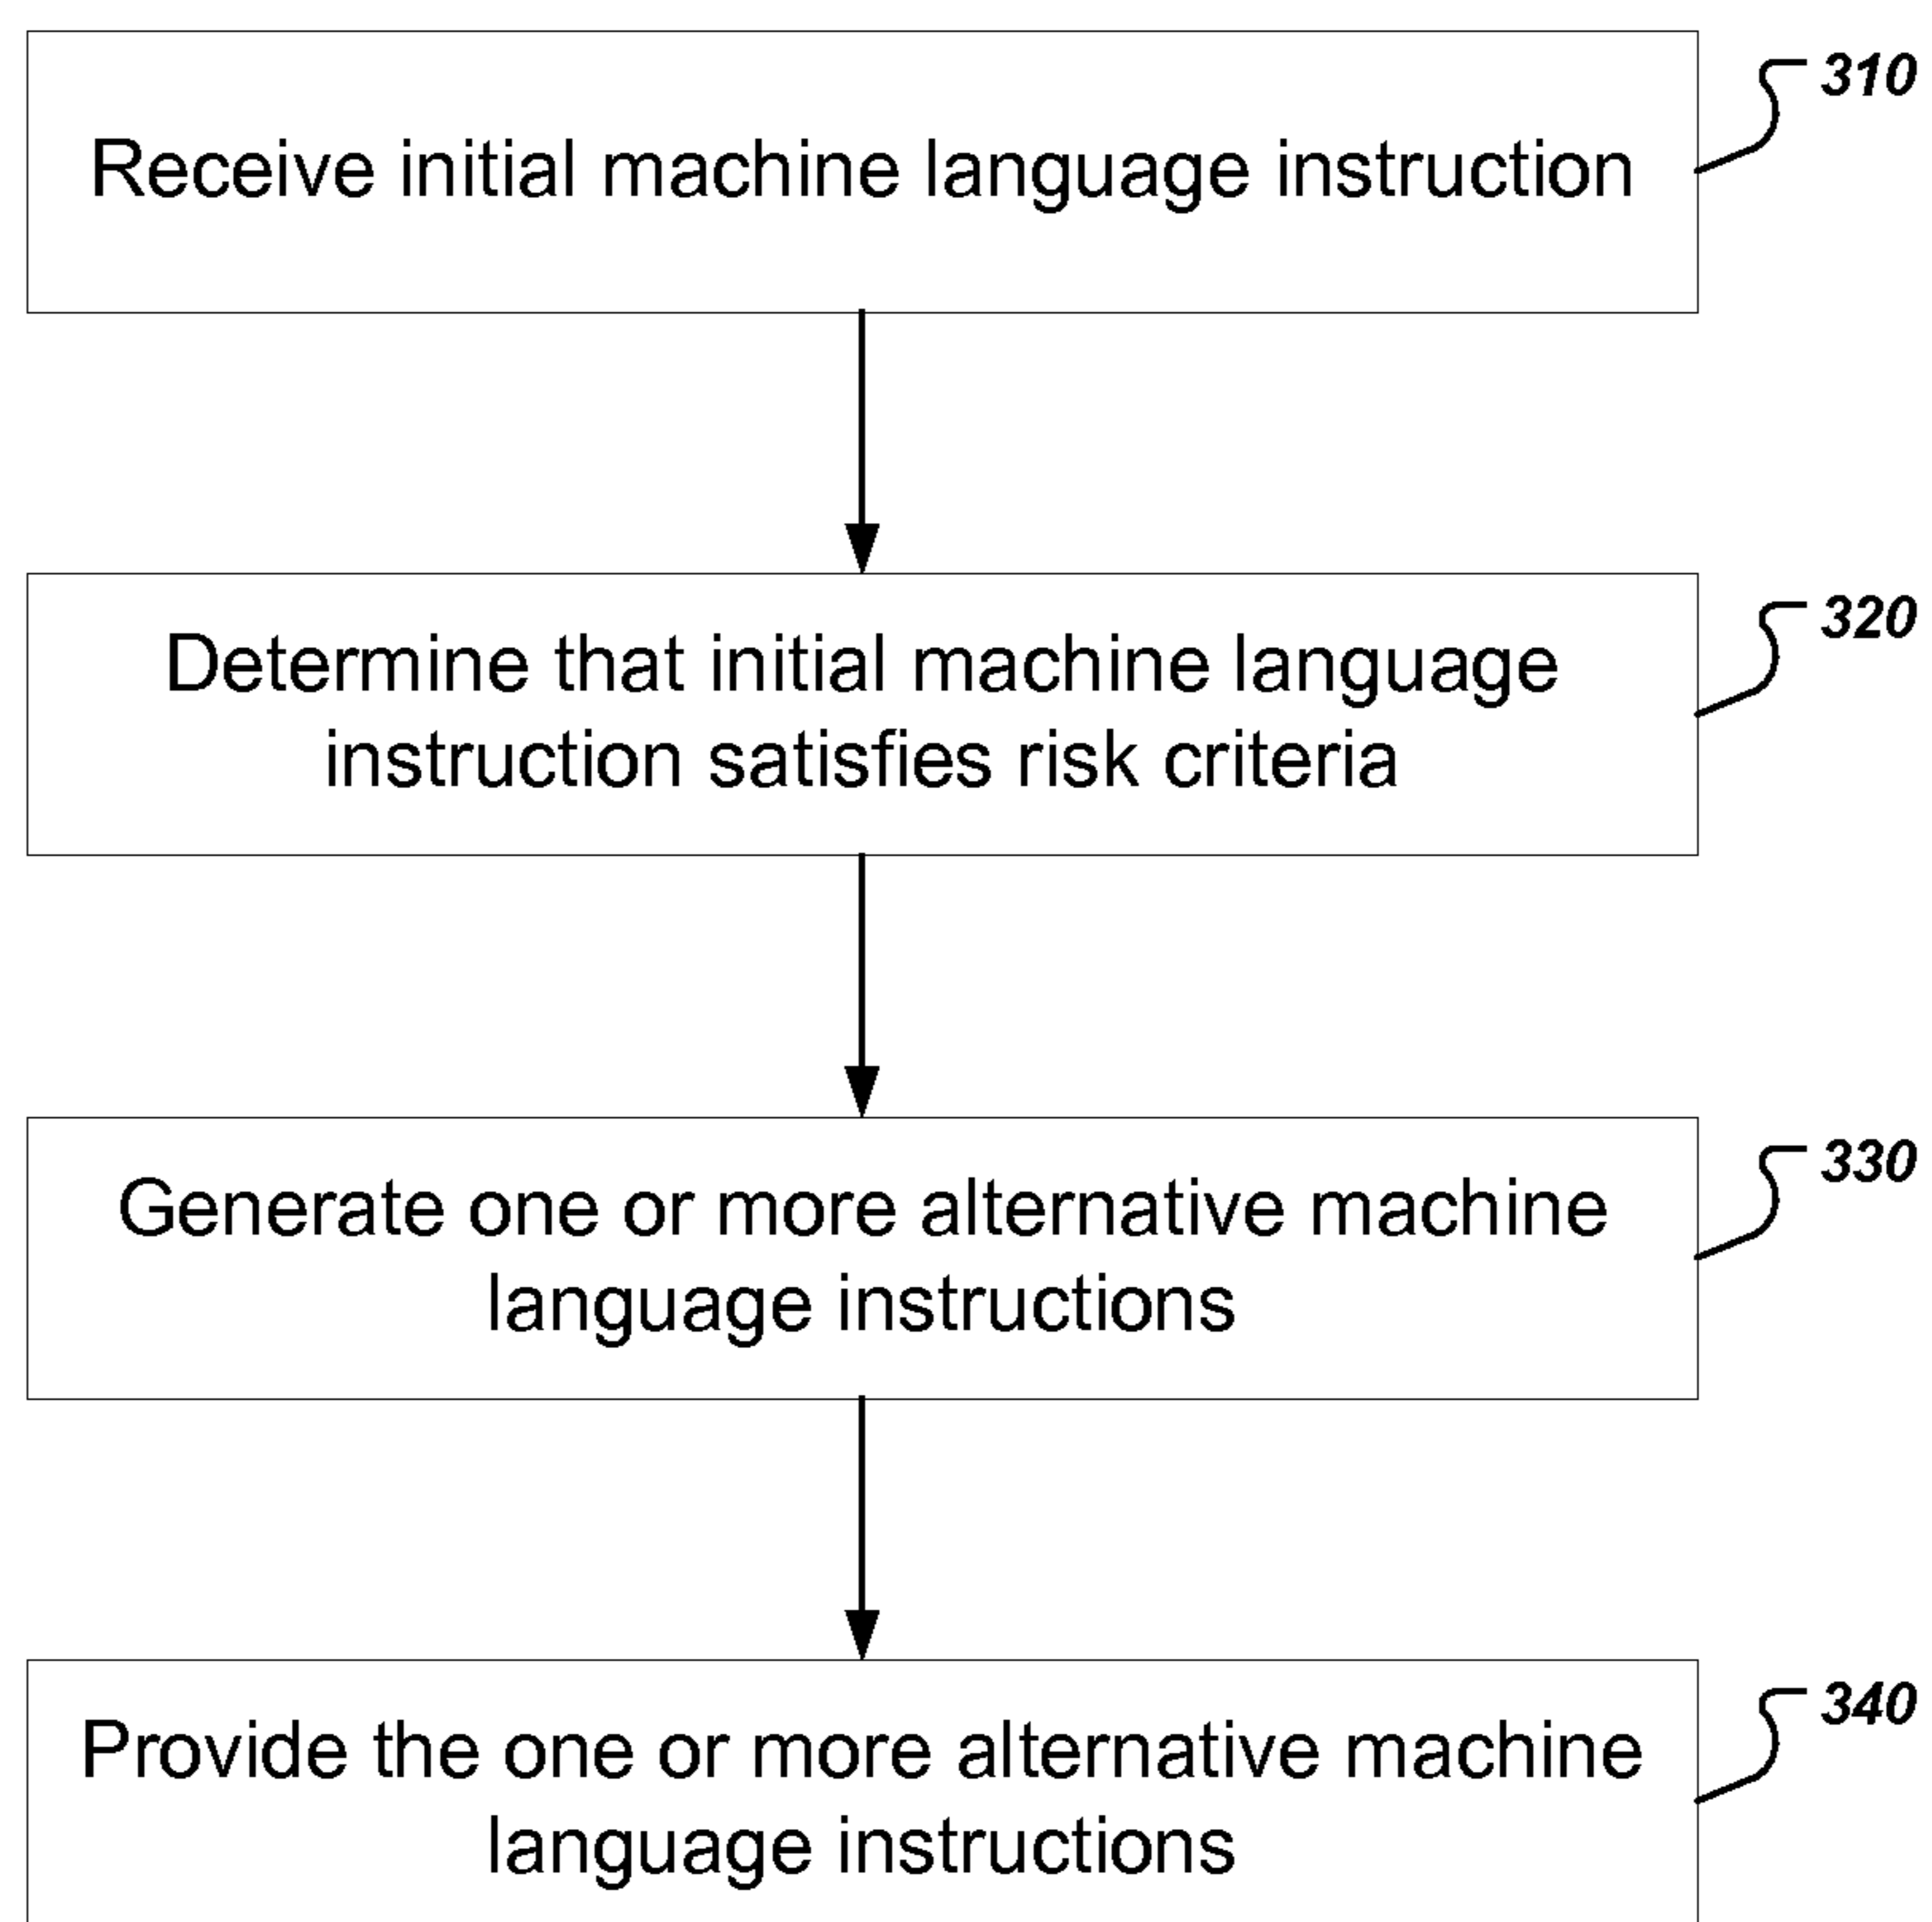 Receive initial machine language instruction
310
Determine that initial machine language
instruction satisfies risk criteria
320
Generate one or more alternative machine
language instructions
330
Provide the one or more alternative machine
language instructions
340